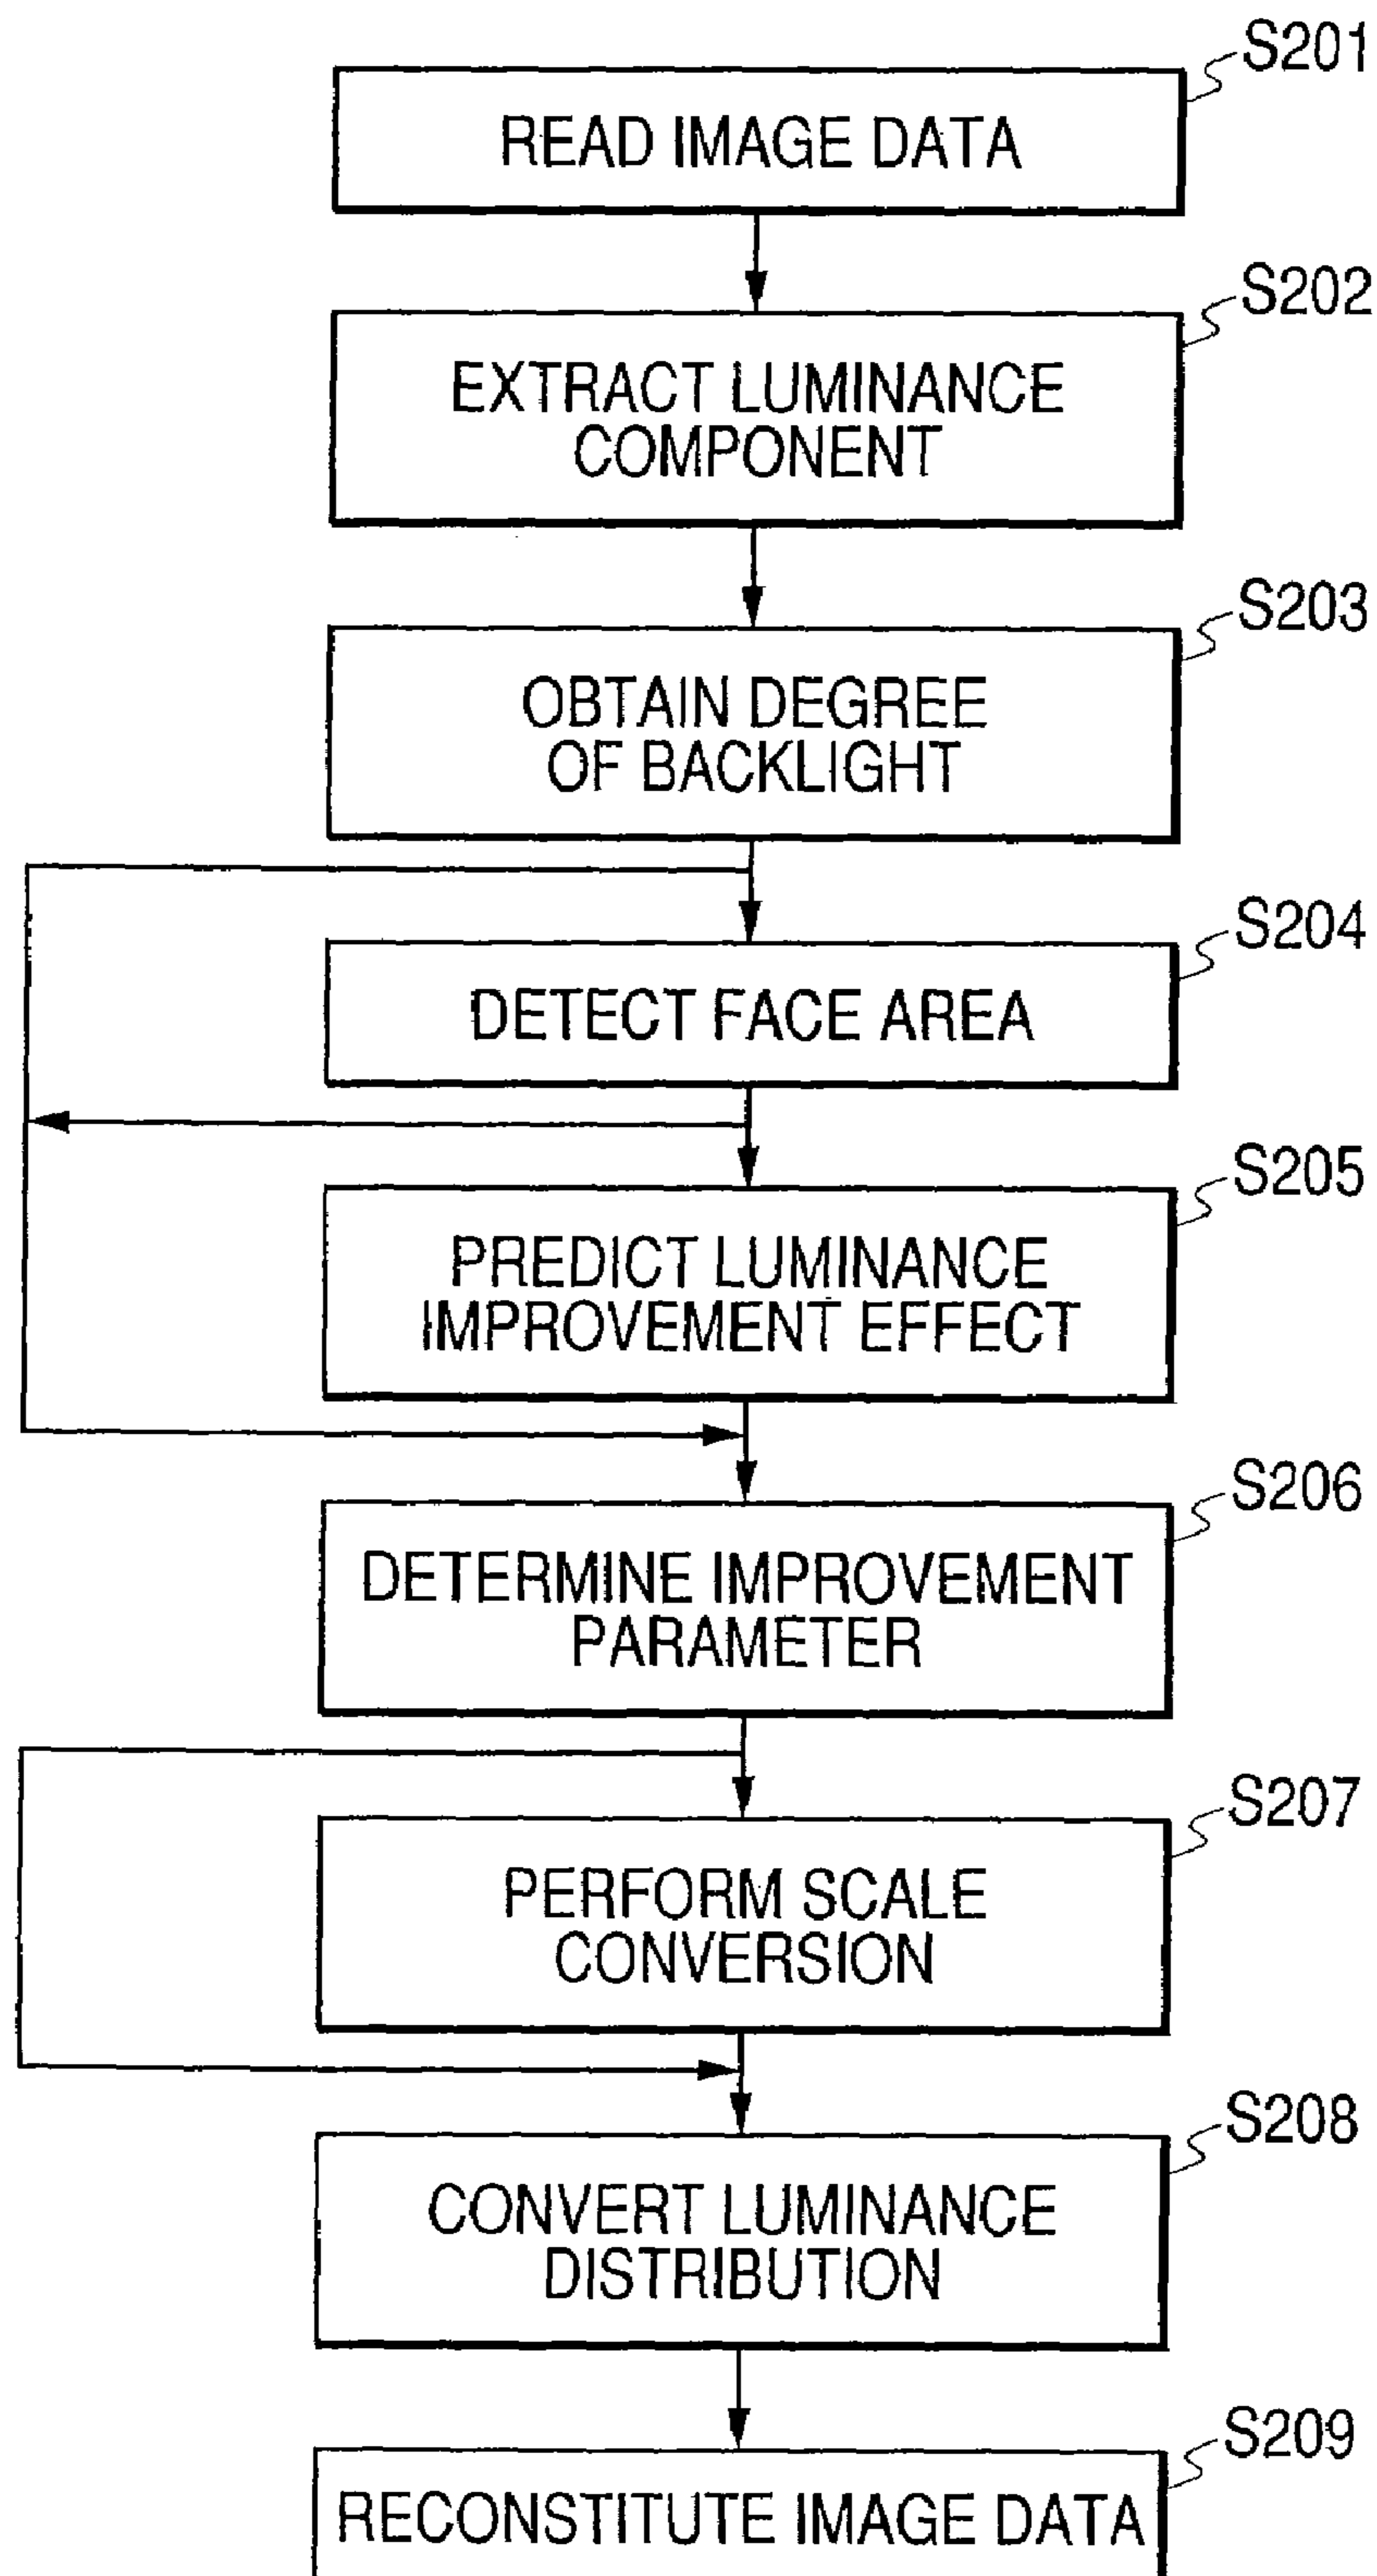 S201
READ IMAGE DATA
S202
EXTRACT LUMINANCE
COMPONENT
S203
OBTAIN DEGREE
OF BACKLIGHT
S204
DETECT FACE AREA
S205
PREDICT LUMINANCE
IMPROVEMENT EFFECT
S206
DETERMINE IMPROVEMENT
PARAMETER
S207
PERFORM SCALE
CONVERSION
S208
CONVERT LUMINANCE
DISTRIBUTION
S209
RECONSTITUTE IMAGE DATA